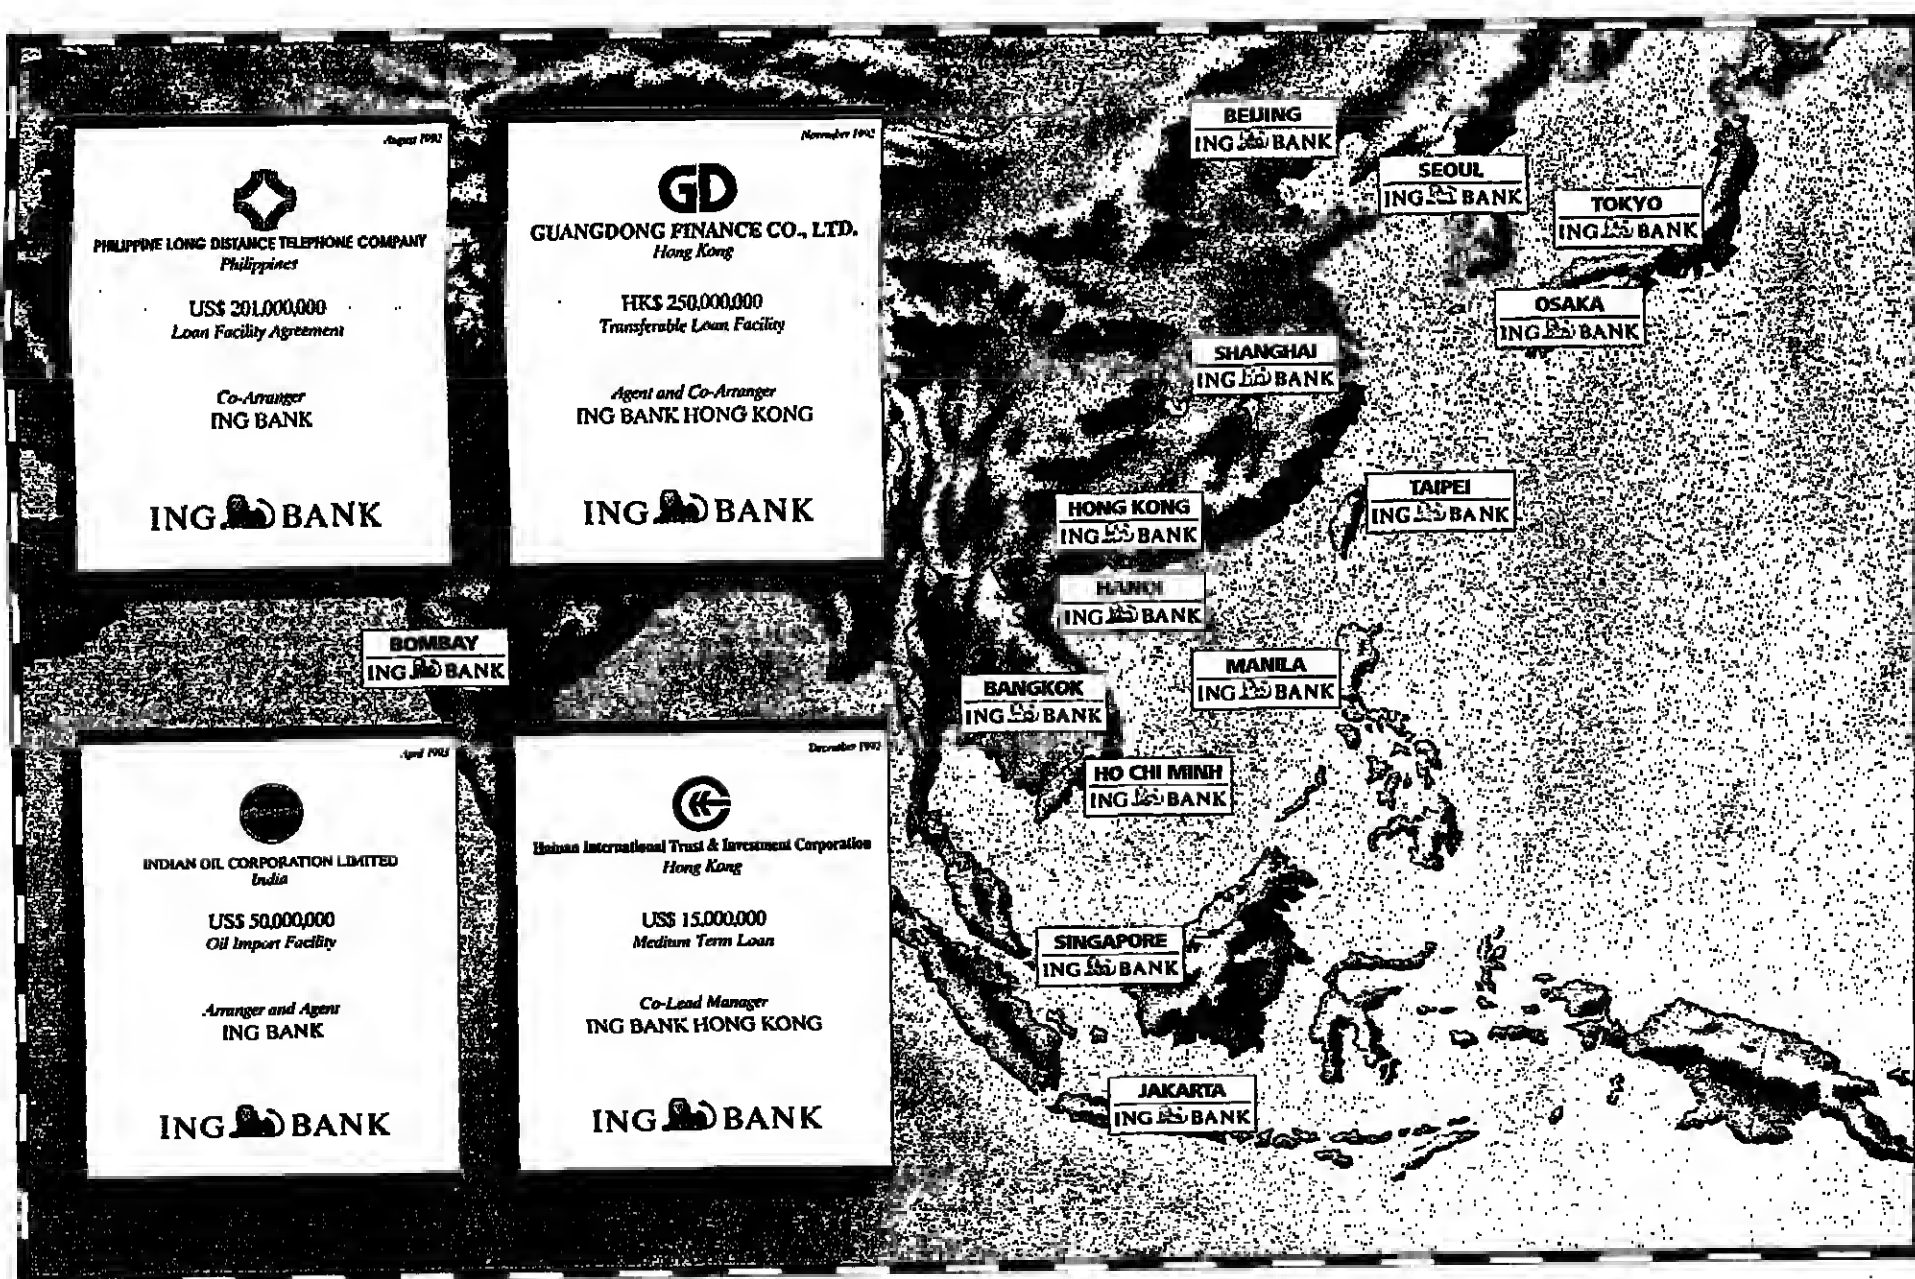 August 1992
PHILIPPINE LONG DISTANCE TELEPHONE COMPANY
Philippines
US$ 201.000,000
Loan Facility Agreement
Co-Arranger
ING BANK
ING BANK
November 1992
GD
GUANGDONG FINANCE CO., LTD.
Hong Kong
HK$ 250,000,000
Transferable Loan Facility
Agent and Co-Arranger
ING BANK HONG KONG
ING BANK
April 1993
INDIAN OIL CORPORATION LIMITED
India
US$ 50,000,000
Oil Import Facility
Arranger and Agent
ING BANK
ING BANK
December 1992
Hainan International Trust & Investment Corporation
Hong Kong
US$ 15.000,000
Medium Term Loan
Co-Lead Manager
ING BANK HONG KONG
ING BANK
BOMBAY
ING BANK
BEIJING
ING BANK
SEOUL
ING BANK
TOKYO
ING BANK
OSAKA
ING BANK
SHANGHAI
ING BANK
TAIPEI
ING BANK
HONG KONG
ING BANK
HANOI
ING BANK
MANILA
ING BANK
BANGKOK
ING BANK
HO CHI MINH
ING BANK
SINGAPORE
ING BANK
JAKARTA
ING BANK